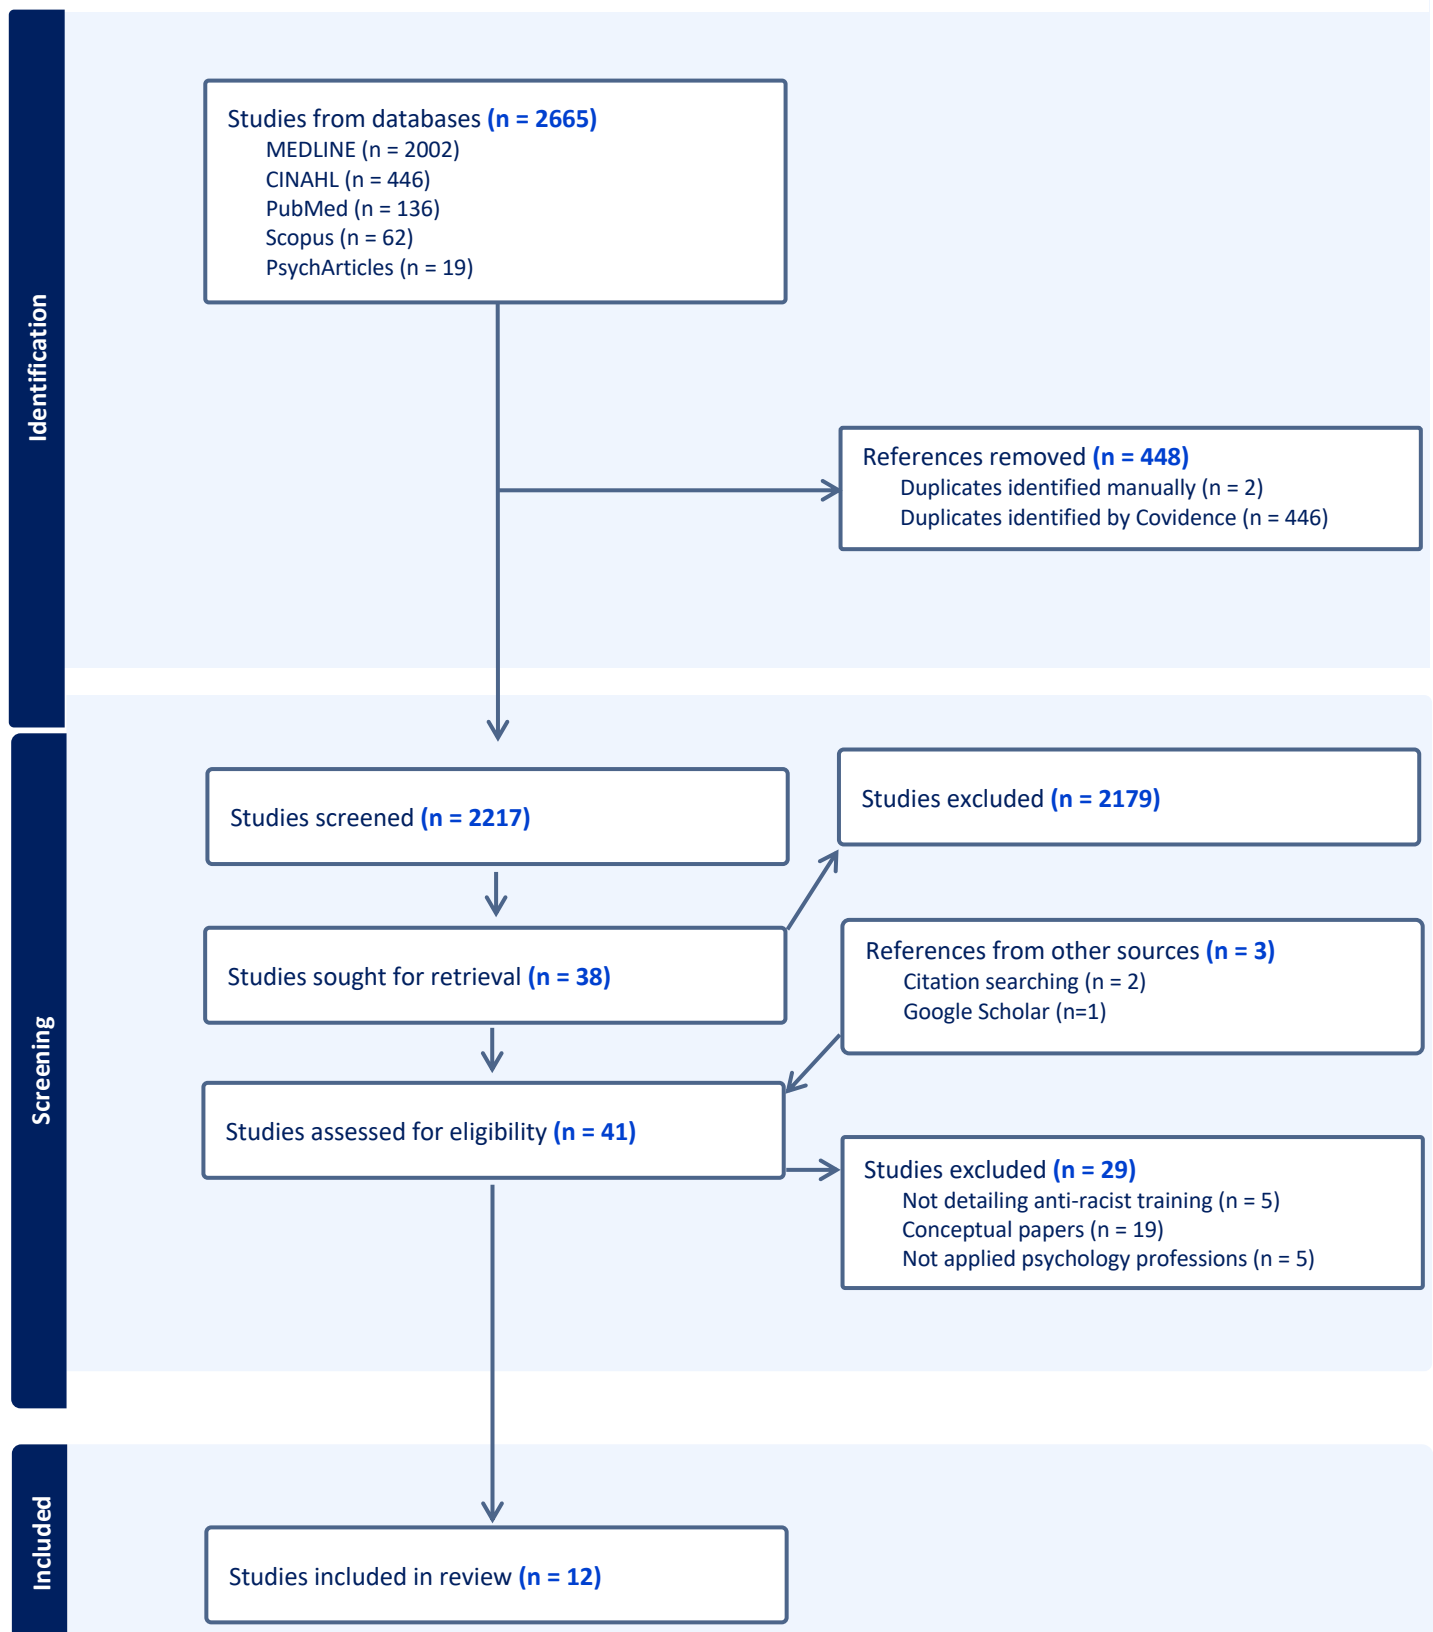 Identification
Studies from databases (n = 2665)
MEDLINE (n = 2002)
CINAHL (n = 446)
PubMed (n = 136)
Scopus (n = 62)
PsychArticles (n = 19)
References removed (n = 448)
Duplicates identified manually (n = 2)
Duplicates identified by Covidence (n = 446)
Screening
Studies screened (n = 2217)
Studies excluded (n = 2179)
Studies sought for retrieval (n = 38)
References from other sources (n = 3)
Citation searching (n = 2)
Google Scholar (n=1)
Studies assessed for eligibility (n = 41)
Studies excluded (n = 29)
Not detailing anti-racist training (n = 5)
Conceptual papers (n = 19)
Not applied psychology professions (n = 5)
Included
Studies included in review (n = 12)